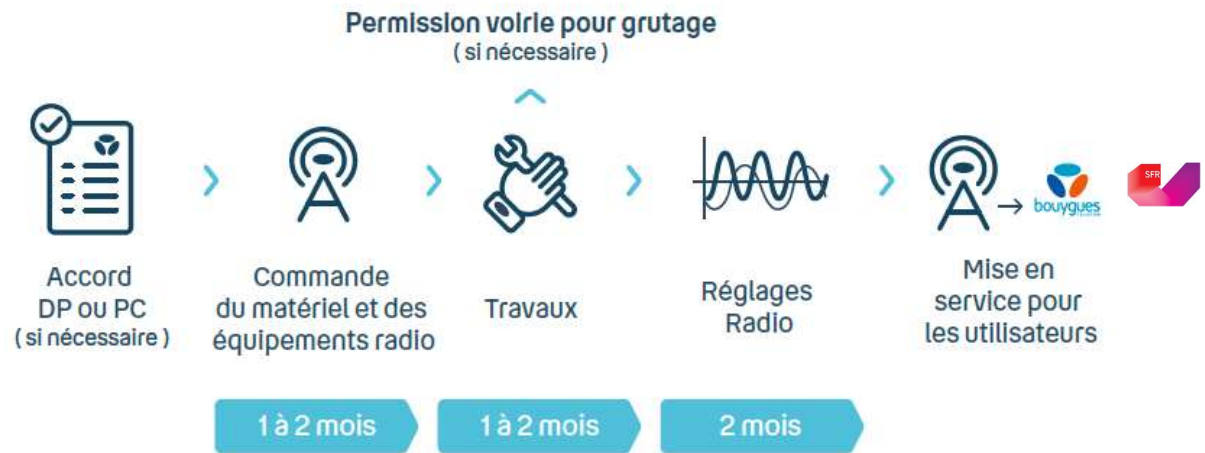 Permission voirie pour grutage
( si nécessaire )
SFR
bouygues
Accord
DP ou PC
( si nécessaire )
Commande
du matériel et des
équipements radio
Travaux
Réglages
Radio
Mise en
service pour
les utilisateurs
1 à 2 mois
1 à 2 mois
2 mois